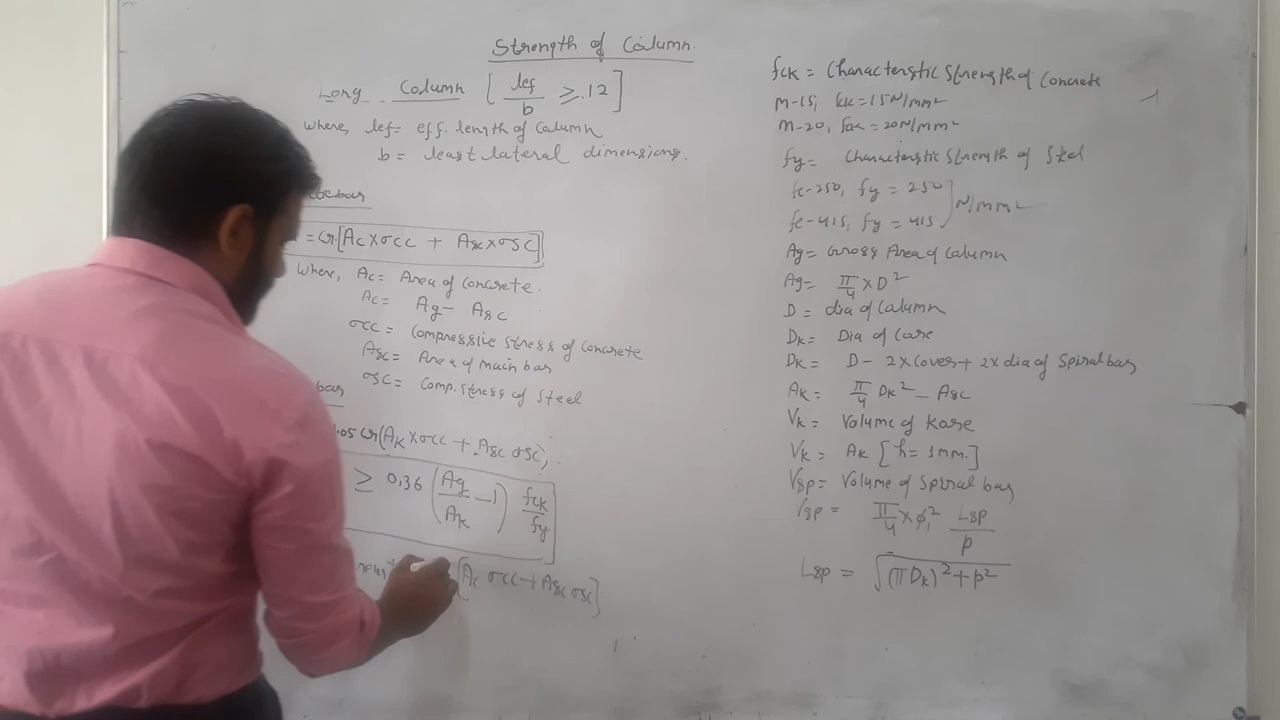 Strength of Column.
Long Column [ lef / b ≥ .12 ]
where, lef = eff. length of Column
b = least lateral dimensions.
bar
= Cr [Ac x σcc + Asc x σsc]
where, Ac = Area of concrete.
Ac = Ag - Asc
σcc = Compressive stress of concrete
Asc = Area of main bar
σsc = Comp. Stress of Steel
bar
1.05 Cr (Ak x σcc + Asc σsc)
≥ 0.36 (Ag / Ak - 1) fck / fy
[Ac σcc + Asc σsc]
fck = Characterstic Strength of Concrete
m-15, fck = 15 N/mm²
m-20, fck = 20 N/mm²
fy = Characterstic Strength of Steel
fe-250, fy = 250
fe-415, fy = 415 ] N/mm²
Ag = Gross Area of Column
Ag = π/4 x D²
D = dia of Column
Dk = Dia of Core
Dk = D - 2 x Cover + 2 x dia of Spiral bar
Ak = π/4 Dk² - Asc
Vk = Volume of Kore
Vk = Ak [h = 1mm.]
Vsp = Volume of Spiral bar
Vsp = π/4 x ϕ₁² Lsp / p
Lsp = √(πDk)² + p²